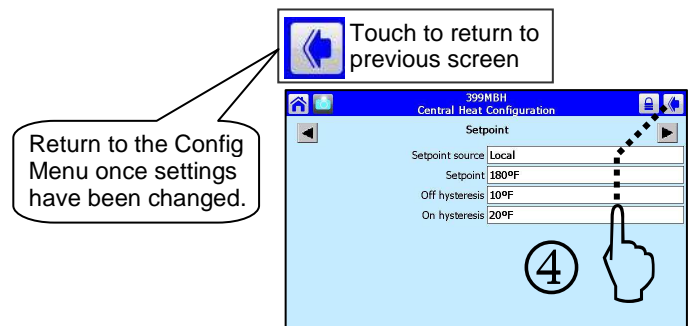 Touch to return to
previous screen
Return to the Config
Menu once settings
have been changed.
399MBH
Central Heat Configuration
Setpoint
Setpoint source Local
Setpoint 180ºF
Off hysteresis 10ºF
On hysteresis 20ºF
④